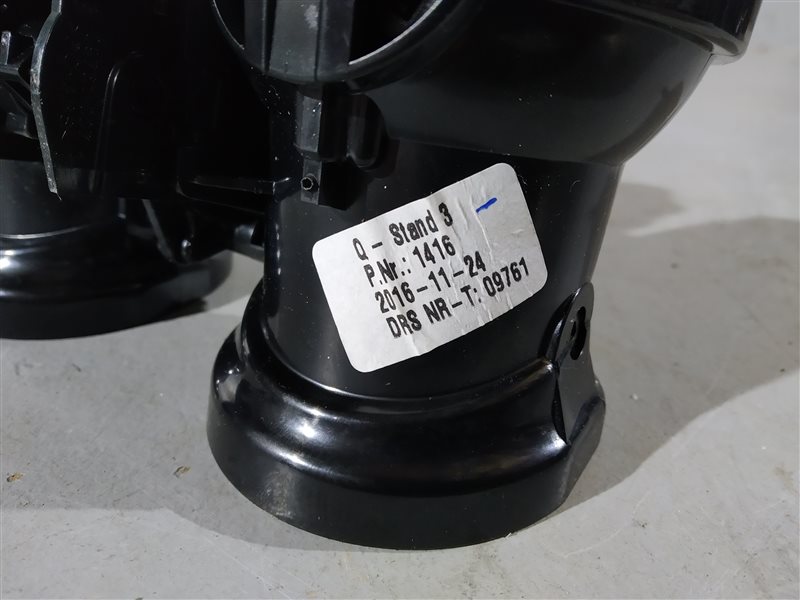 Q - Stand 3
P.Nr.: 1416
2016-11-24
DRS NR-T: 09761